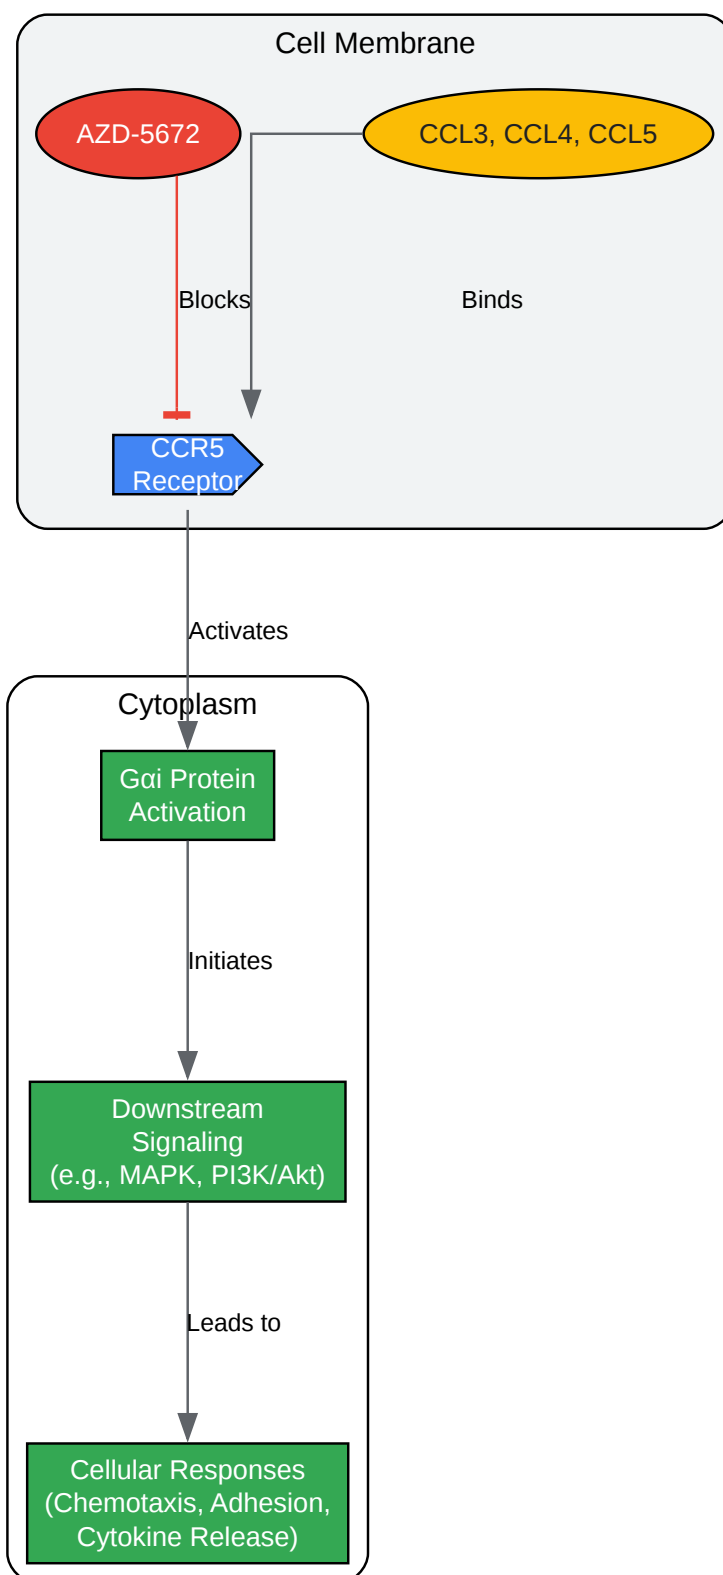 Cell Membrane
AZD-5672
CCL3, CCL4, CCL5
Blocks
Binds
CCR5
Receptor
Activates
Cytoplasm
Gαi Protein
Activation
Initiates
Downstream
Signaling
(e.g., MAPK, PI3K/Akt)
Leads to
Cellular Responses
(Chemotaxis, Adhesion,
Cytokine Release)